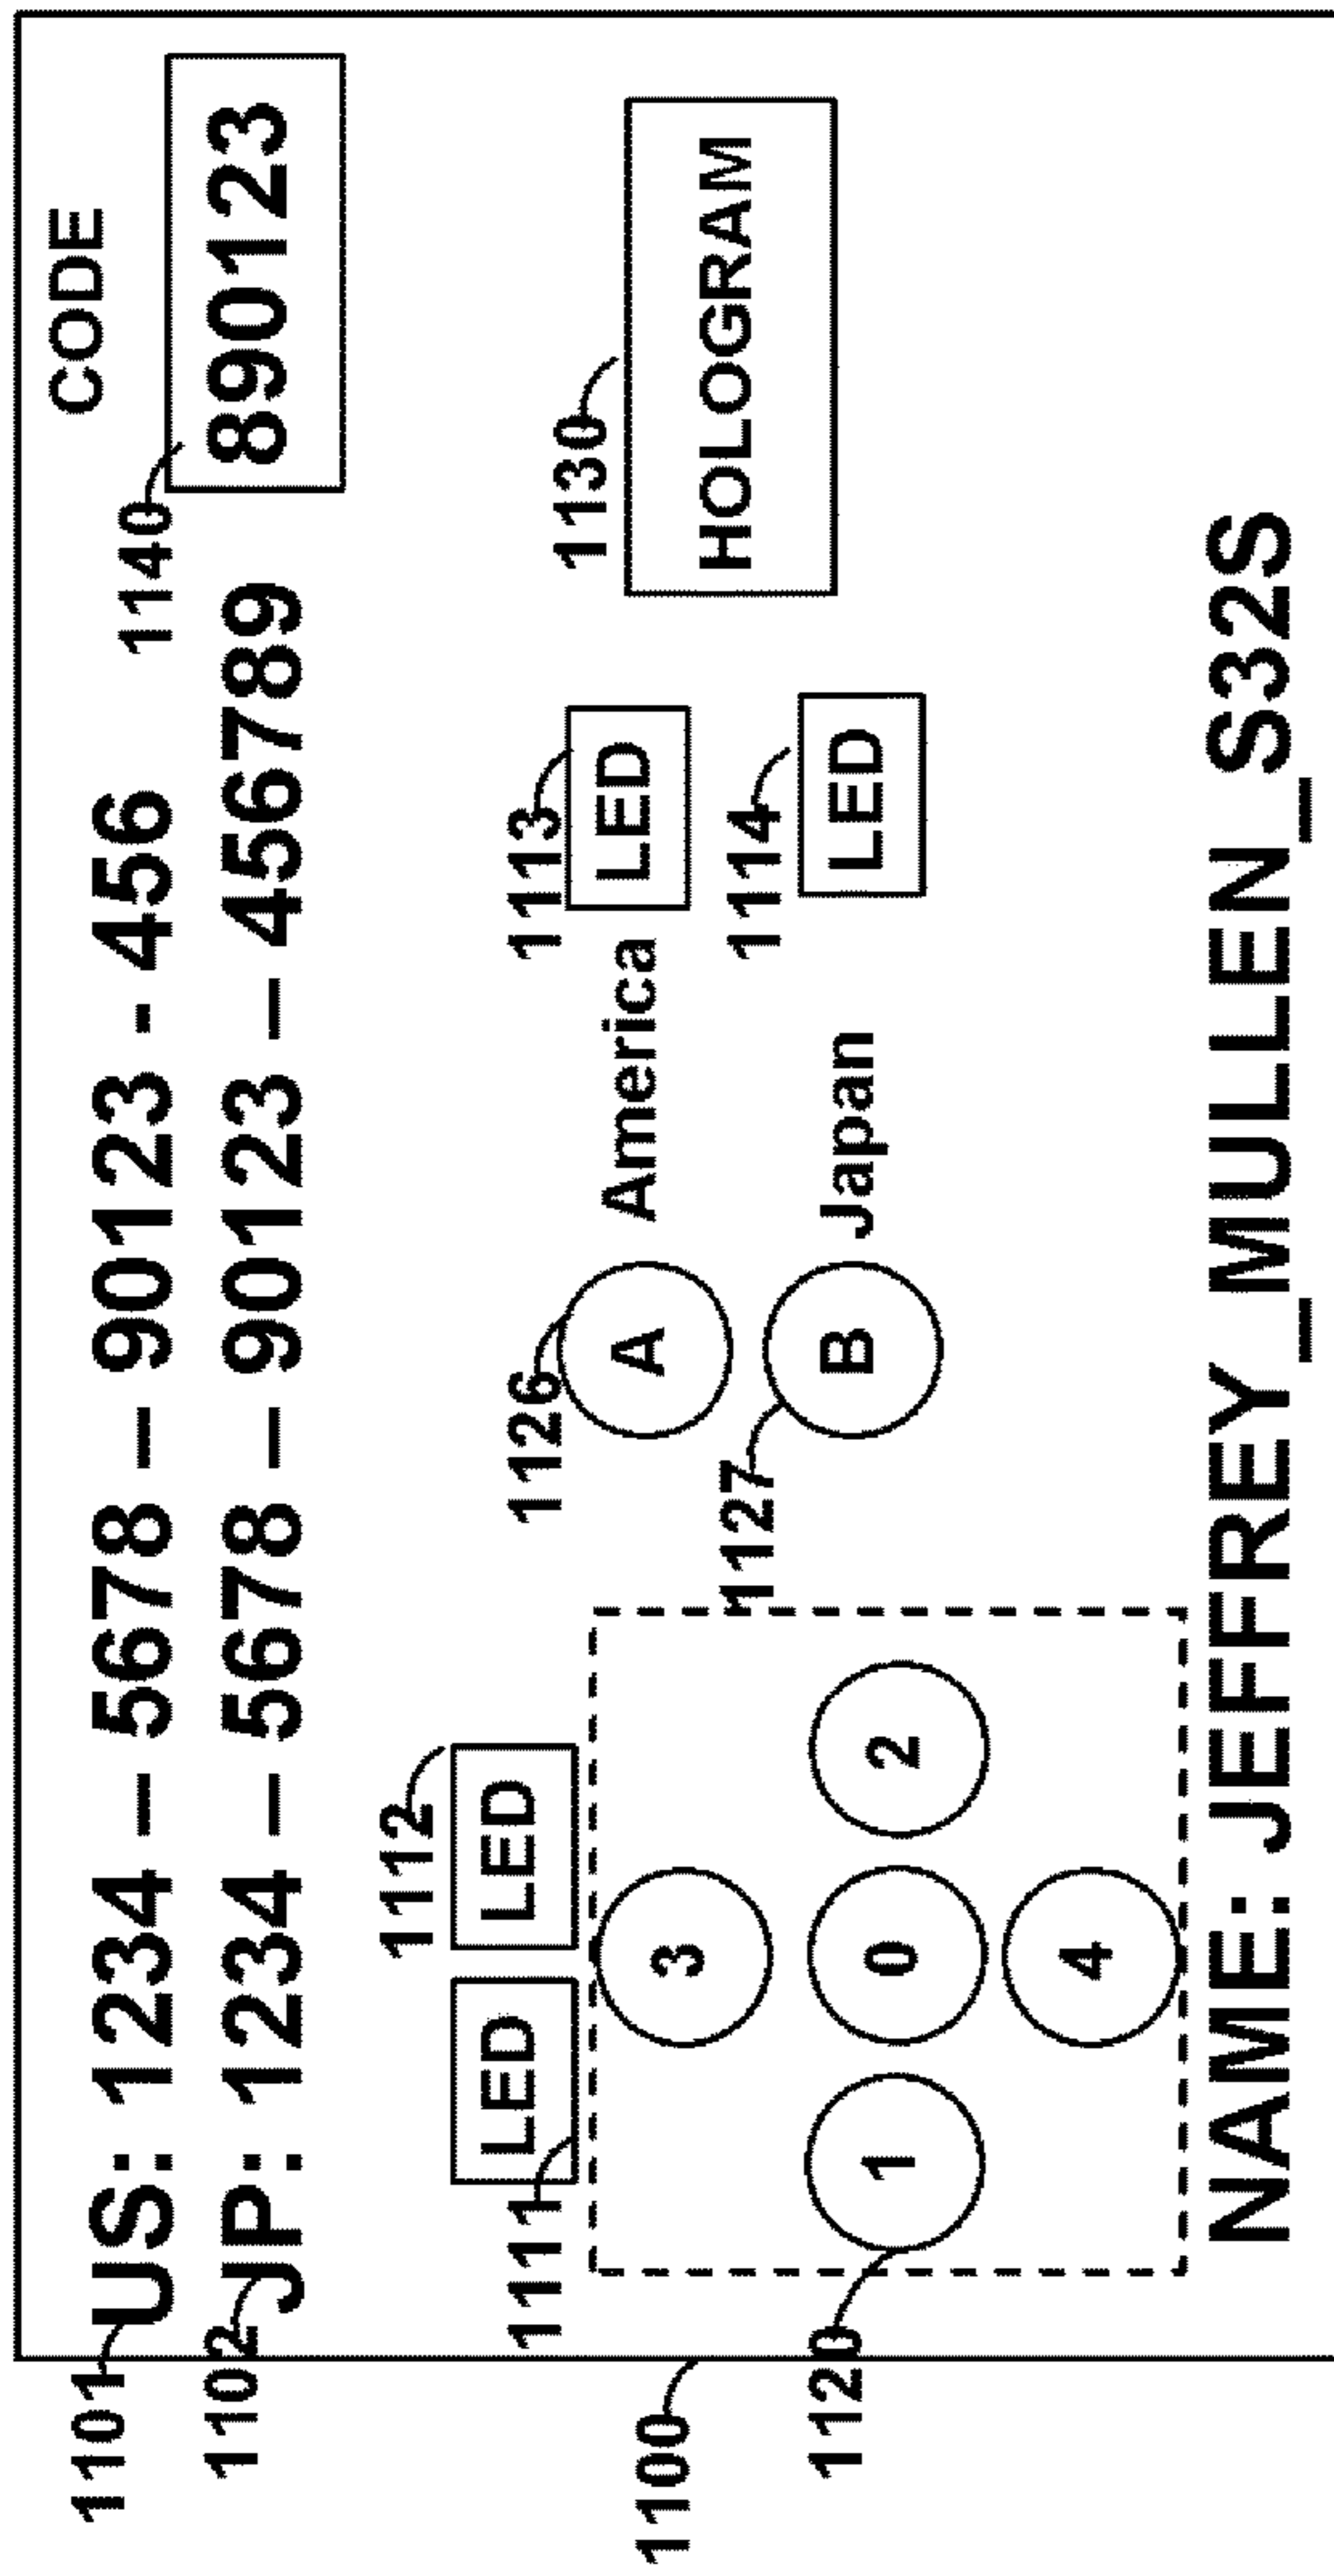 CODE
1101 US: 1234 – 5678 – 90123 - 456
1140 890123
1102 JP: 1234 – 5678 – 90123 – 456789
1112
1111 LED LED
1126 A America 1113 LED
1130 HOLOGRAM
1127 B Japan 1114 LED
1100
3
1120 1 0 2
4
NAME: JEFFREY_MULLEN_S32S